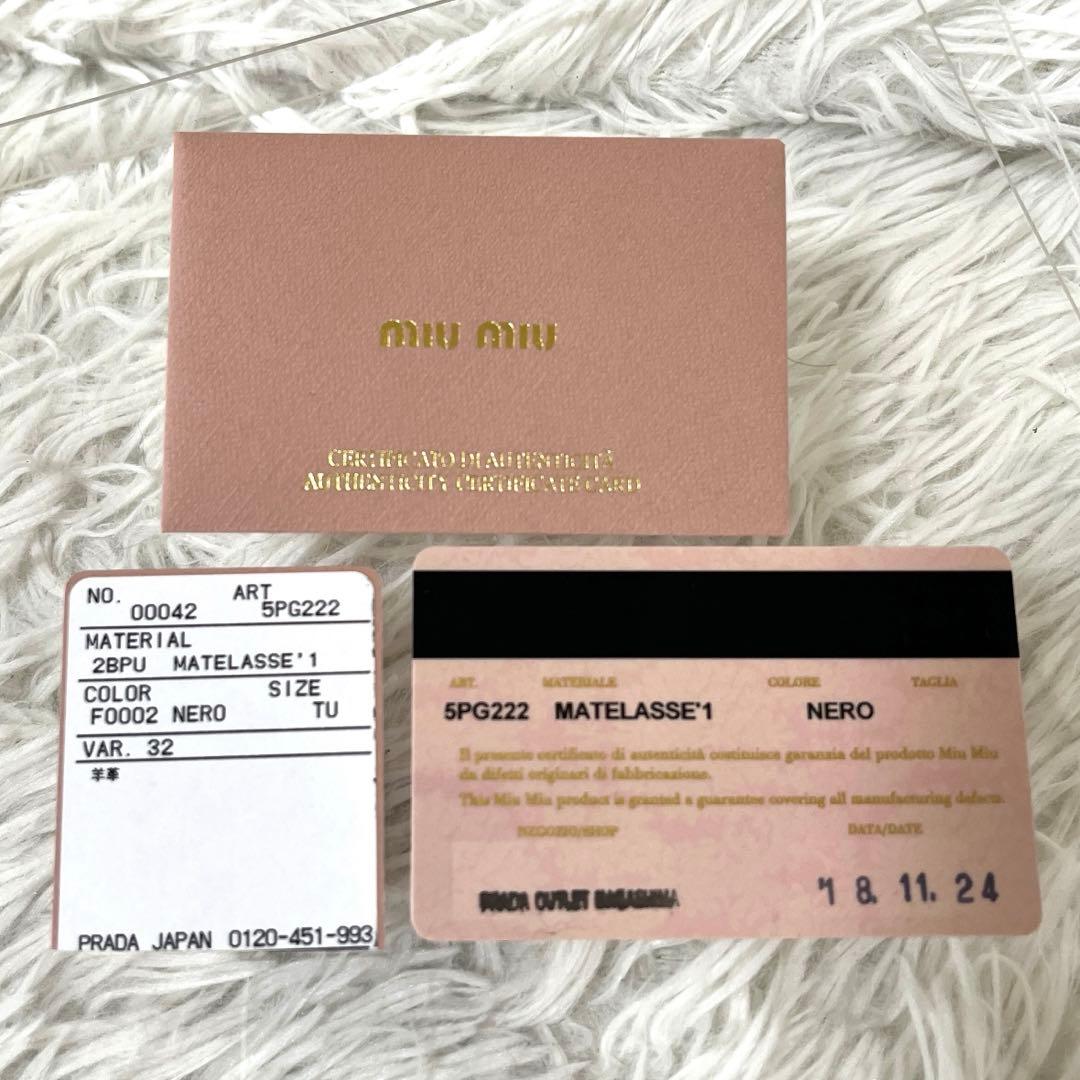 MIU MIU
CERTIFICATO DI AUTENTICITÀ
AUTHENTICITY CERTIFICATE CARD
NO. ART
00042 5PG222
MATERIAL
2BPU MATELASSE'1
COLOR SIZE
F0002 NERO TU
VAR. 32
羊革
PRADA JAPAN 0120-451-993
ART. MATERIALE COLORE TAGLIA
5PG222 MATELASSE'1 NERO
Il presente certificato di autenticità costituisce garanzia del prodotto Miu Miu
da difetti originari di fabbricazione.
This Miu Miu product is granted a guarantee covering all manufacturing defects.
NEGOZIO/SHOP DATA/DATE
PRADA OUTLET NAGASHIMA '18.11.24